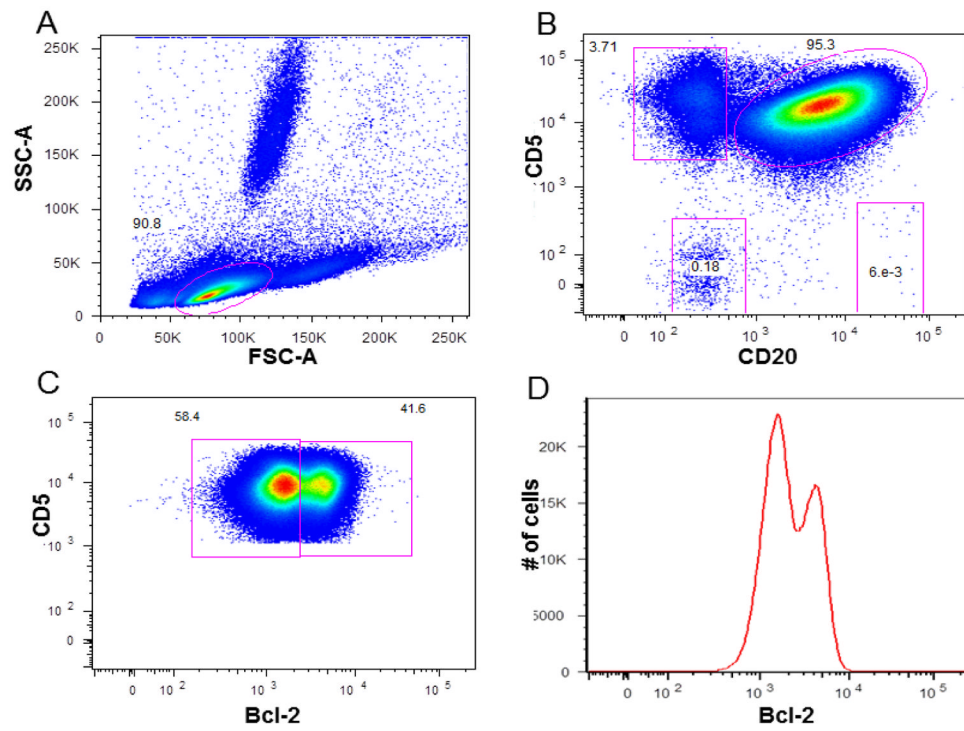 A
250K
200K
150K
100K
50K
0
90.8
0 50K 100K 150K 200K 250K
FSC-A
SSC-A
B
3.71
95.3
10^5
10^4
10^3
10^2
0
0.18
6.e-3
0 10^2 10^3 10^4 10^5
CD20
CD5
C
58.4
41.6
10^5
10^4
10^3
10^2
0
0 10^2 10^3 10^4 10^5
Bcl-2
CD5
D
20K
15K
10K
5000
0
0 10^2 10^3 10^4 10^5
Bcl-2
# of cells